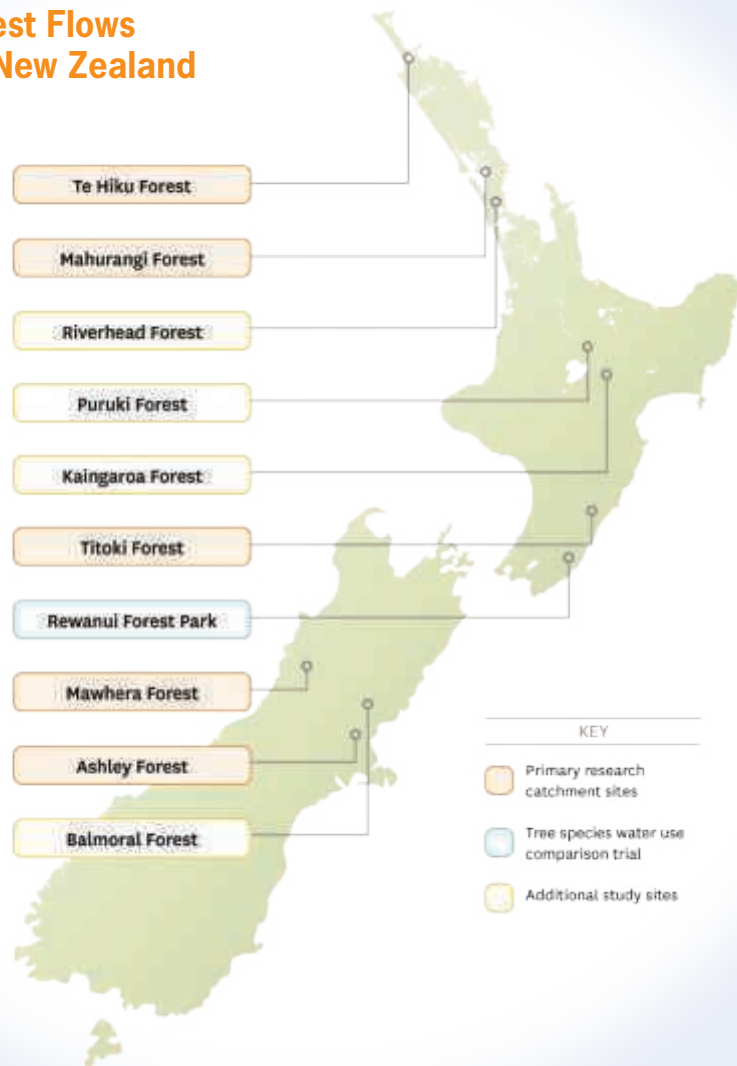 est Flows
New Zealand
Te Hiku Forest
Mahurangi Forest
Riverhead Forest
Puruki Forest
Kaingaroa Forest
Titoki Forest
Rewanui Forest Park
Mawhera Forest
Ashley Forest
Balmoral Forest
KEY
Primary research
catchment sites
Tree species water use
comparison trial
Additional study sites